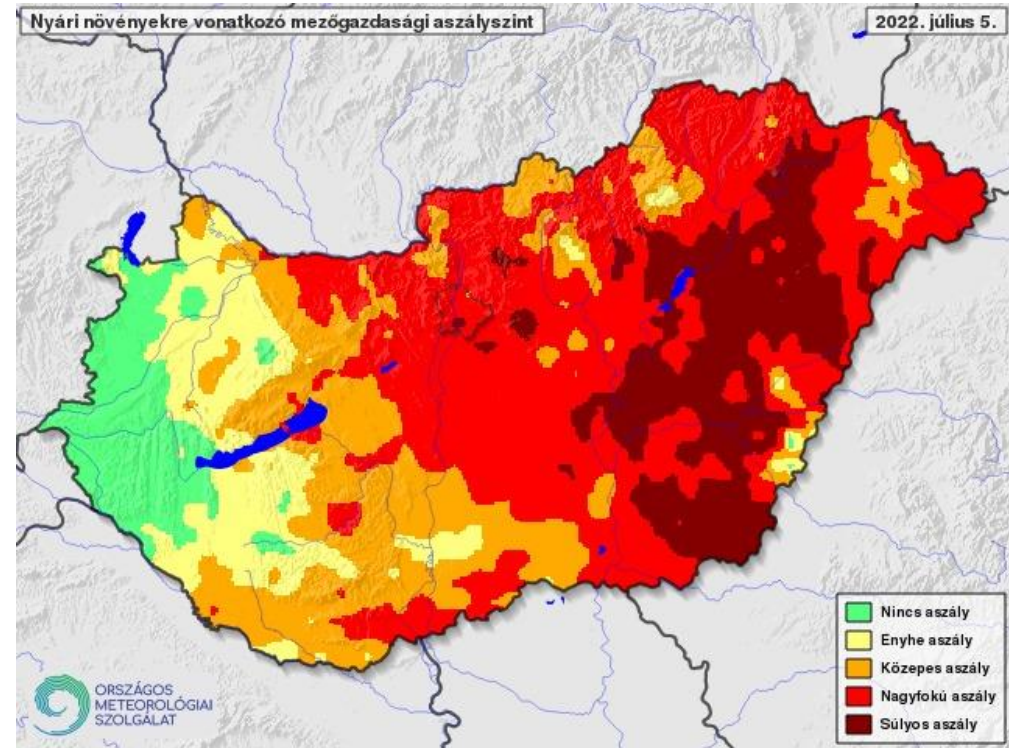 Nyári növényekre vonatkozó mezőgazdasági aszályszint
2022. július 5.
Nincs aszály
Enyhe aszály
Közepes aszály
Nagyfokú aszály
Súlyos aszály
ORSZÁGOS
METEOROLÓGIAI
SZOLGÁLAT